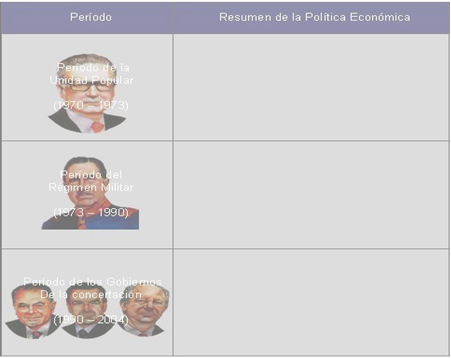 Período Resumen de la Política Económica
Período de la
Unidad Popular
(1970 – 1973)
Período del
Régimen Militar
(1973 – 1990)
Período de los Gobiernos
De la concertación
(1990 – 2004)